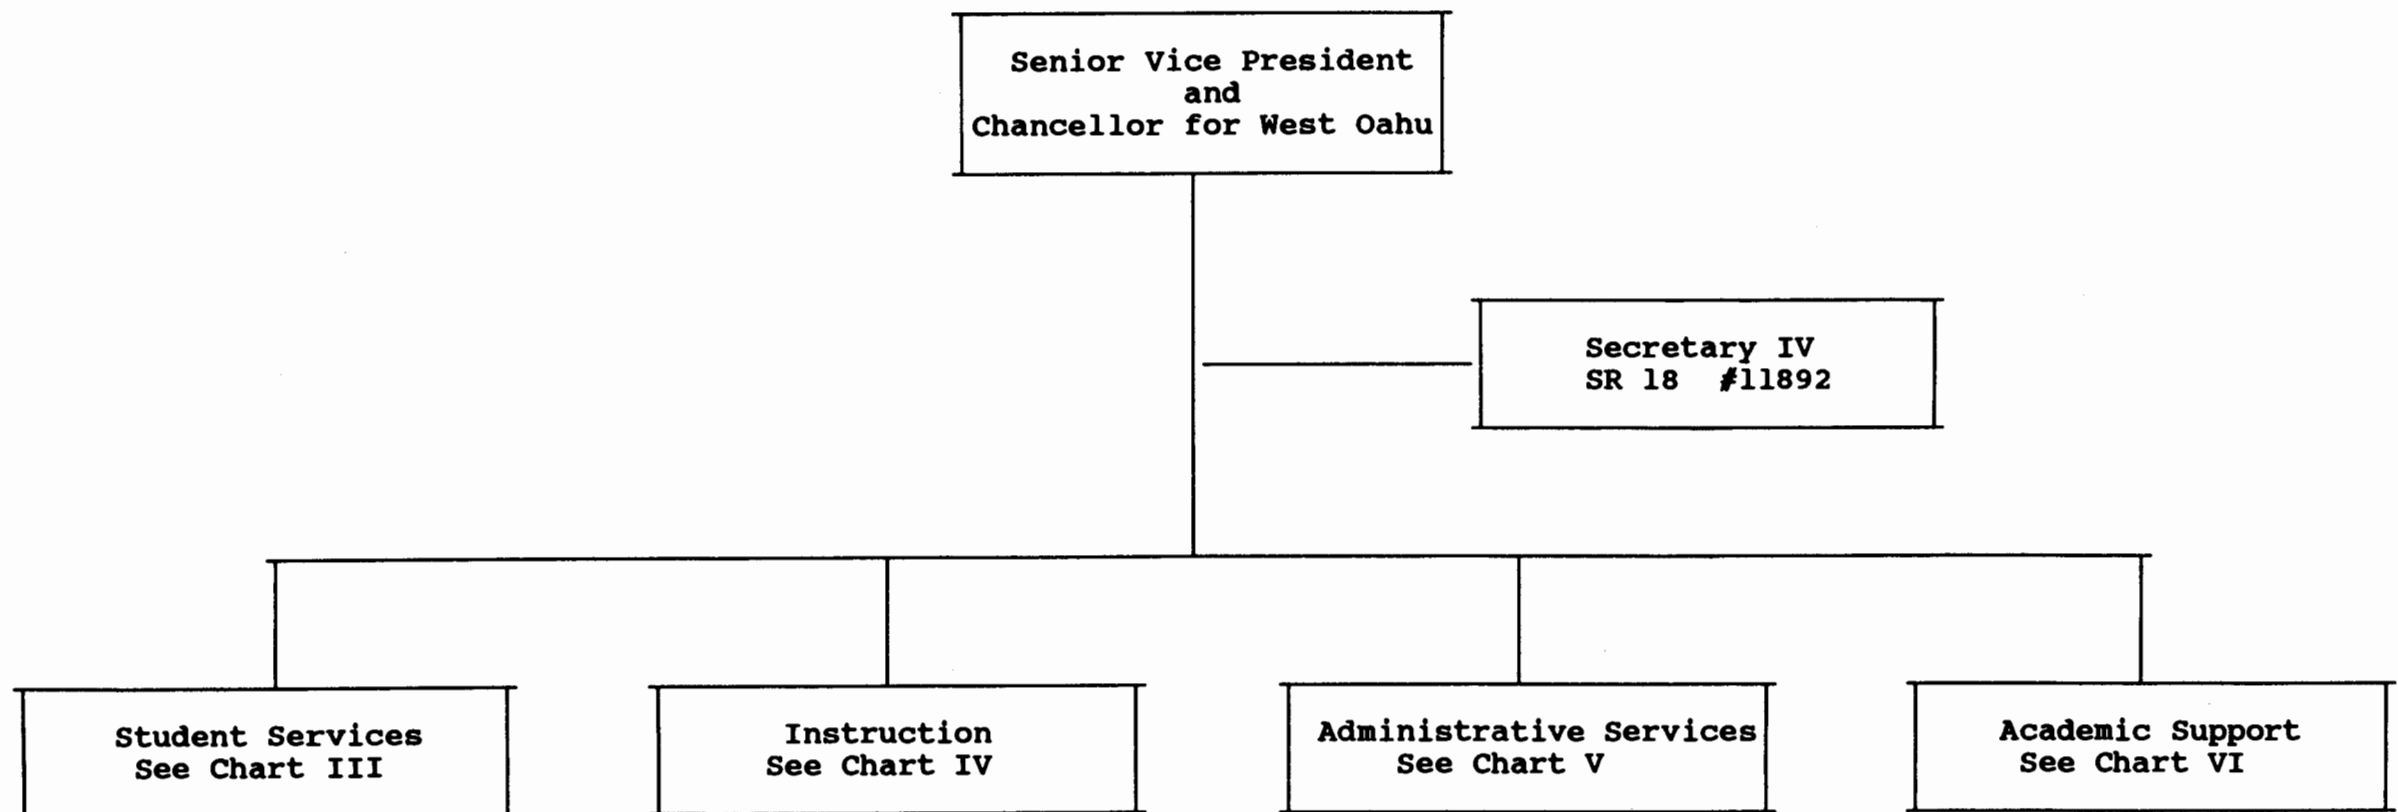 Senior Vice President
and
Chancellor for West Oahu
Secretary IV
SR 18 #11892
Student Services
See Chart III
Instruction
See Chart IV
Administrative Services
See Chart V
Academic Support
See Chart VI